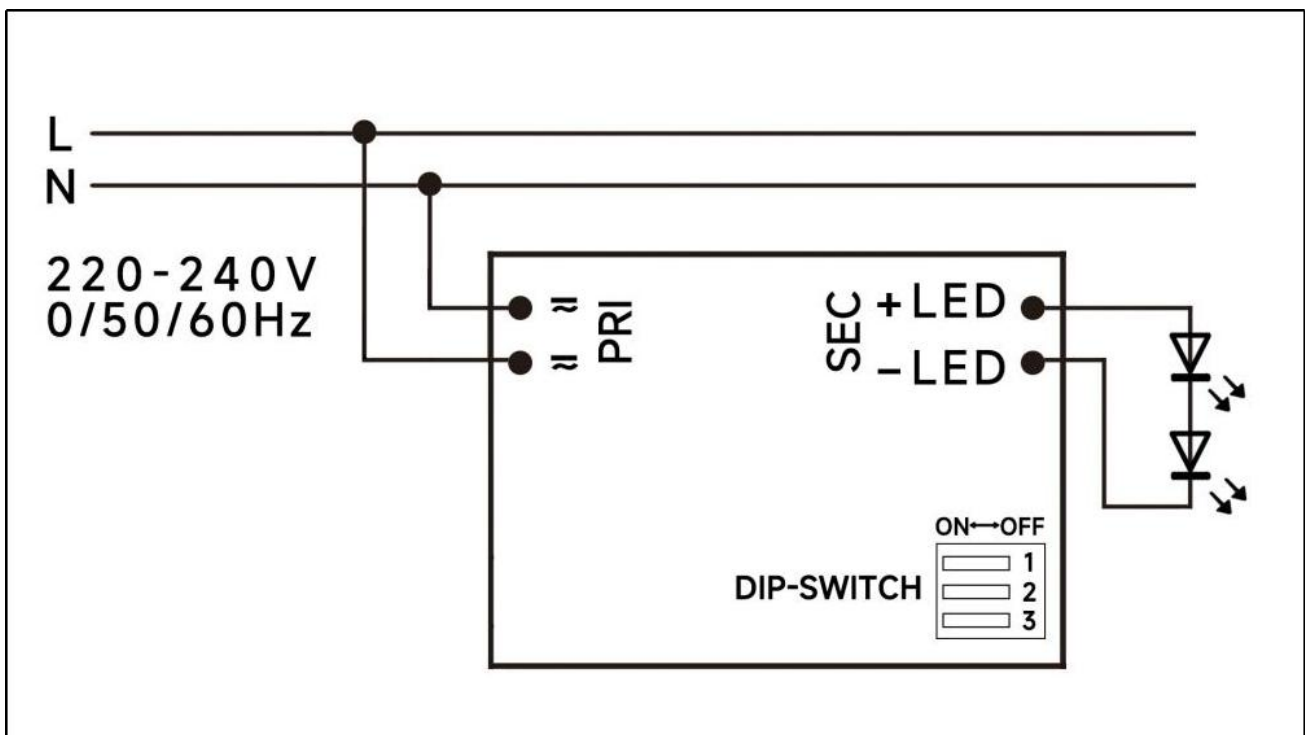 L
N
220-240V
0/50/60Hz
PRI
SEC
+LED
−LED
ON↔OFF
DIP-SWITCH
1
2
3